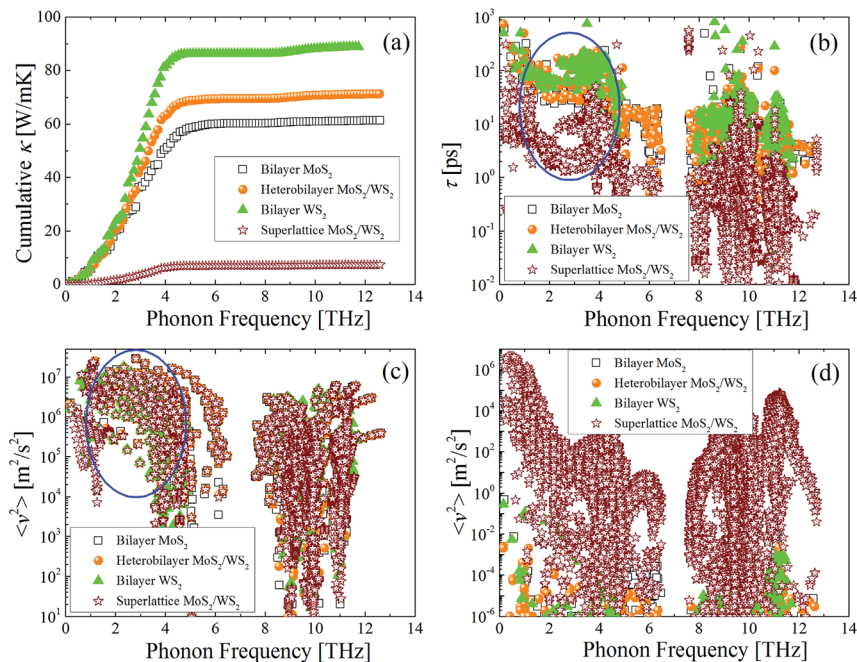 (a)
Cumulative κ [W/mK]
100
80
60
40
20
0
Bilayer MoS₂
Heterobilayer MoS₂/WS₂
Bilayer WS₂
Superlattice MoS₂/WS₂
0 2 4 6 8 10 12 14
Phonon Frequency [THz]
(b)
τ [ps]
10³
10²
10¹
10⁰
10⁻¹
10⁻²
Bilayer MoS₂
Heterobilayer MoS₂/WS₂
Bilayer WS₂
Superlattice MoS₂/WS₂
0 2 4 6 8 10 12 14
Phonon Frequency [THz]
(c)
<v²> [m²/s²]
10⁷
10⁶
10⁵
10⁴
10³
10²
10¹
Bilayer MoS₂
Heterobilayer MoS₂/WS₂
Bilayer WS₂
Superlattice MoS₂/WS₂
0 2 4 6 8 10 12 14
Phonon Frequency [THz]
(d)
<v²> [m²/s²]
10⁶
10⁴
10²
10⁰
10⁻²
10⁻⁴
10⁻⁶
Bilayer MoS₂
Heterobilayer MoS₂/WS₂
Bilayer WS₂
Superlattice MoS₂/WS₂
0 2 4 6 8 10 12 14
Phonon Frequency [THz]